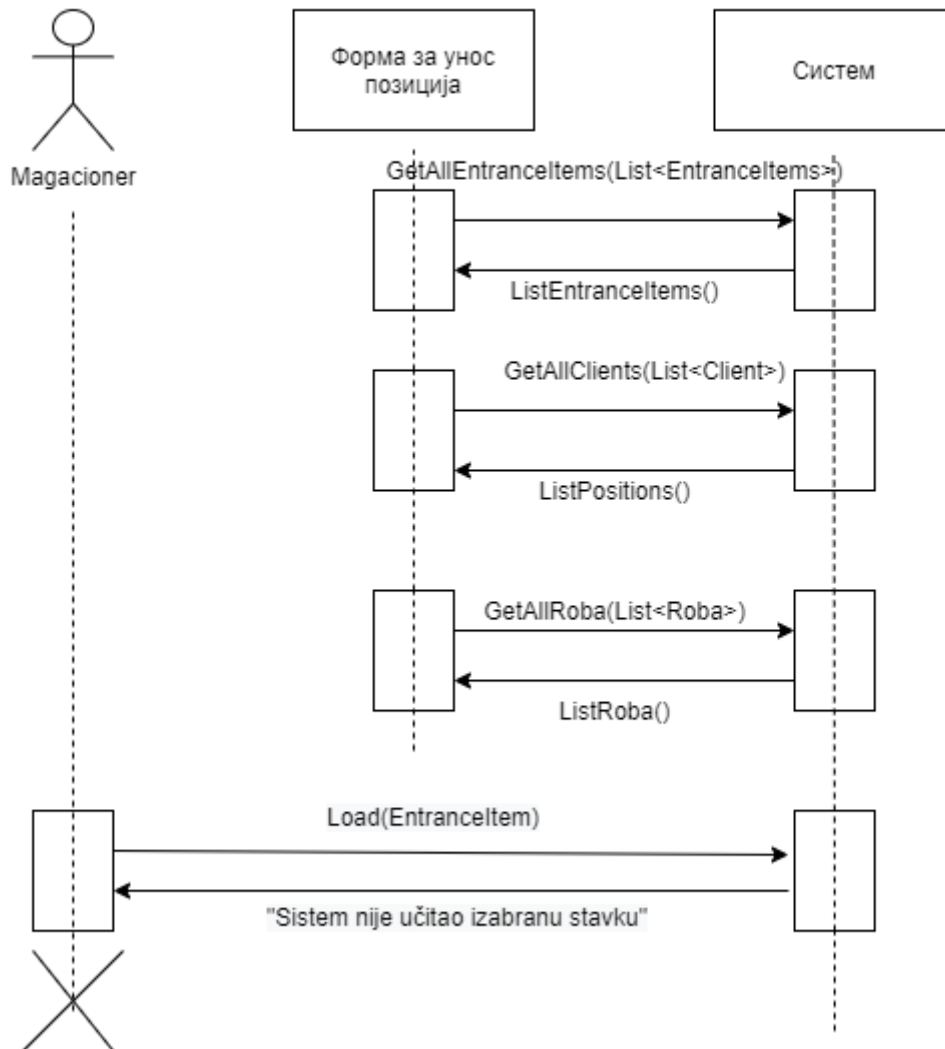 Форма за унос
позиција
Систем
Magacioner
GetAllEntranceItems(List<EntranceItems>)
ListEntranceItems()
GetAllClients(List<Client>)
ListPositions()
GetAllRoba(List<Roba>)
ListRoba()
Load(EntranceItem)
"Sistem nije učitao izabranu stavku"